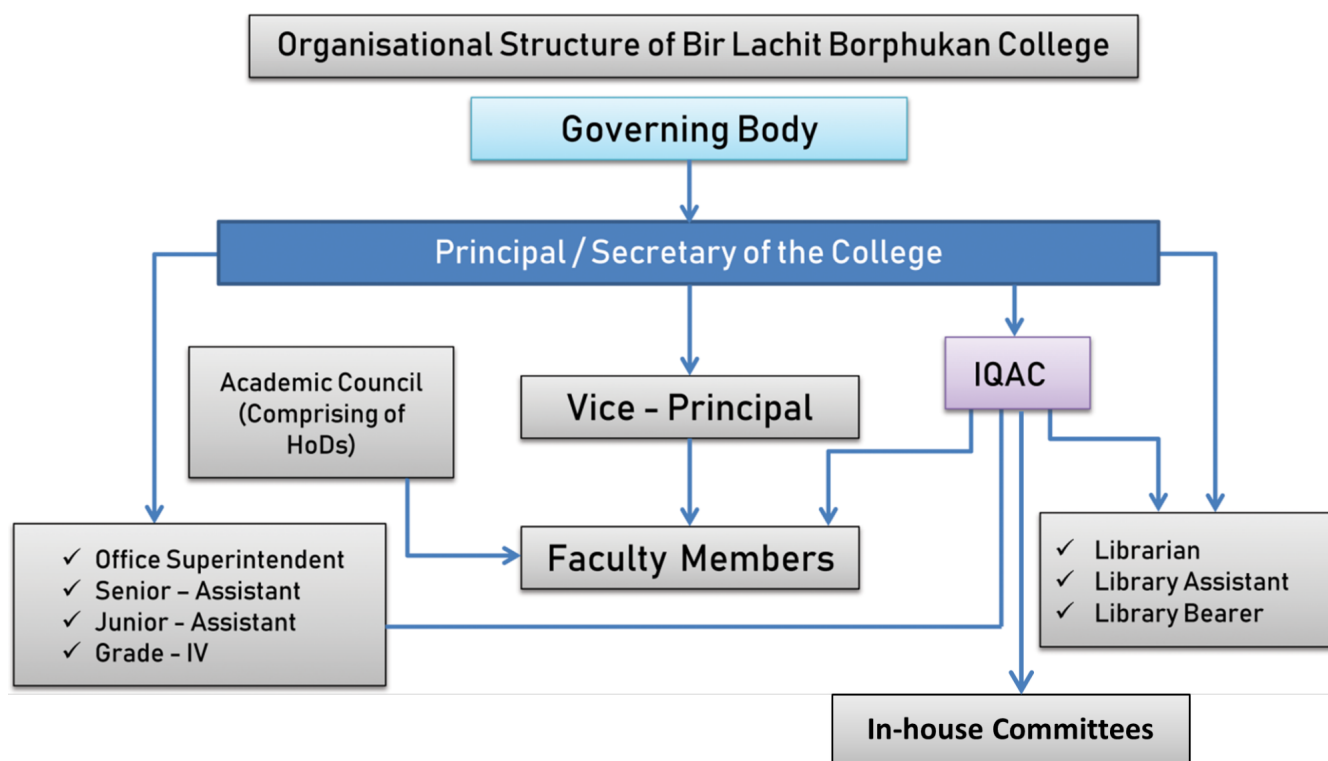 Organisational Structure of Bir Lachit Borphukan College
Governing Body
Principal / Secretary of the College
Academic Council
(Comprising of
HoDs)
Vice - Principal
IQAC
Faculty Members
✓ Office Superintendent
✓ Senior – Assistant
✓ Junior - Assistant
✓ Grade - IV
✓ Librarian
✓ Library Assistant
✓ Library Bearer
In-house Committees